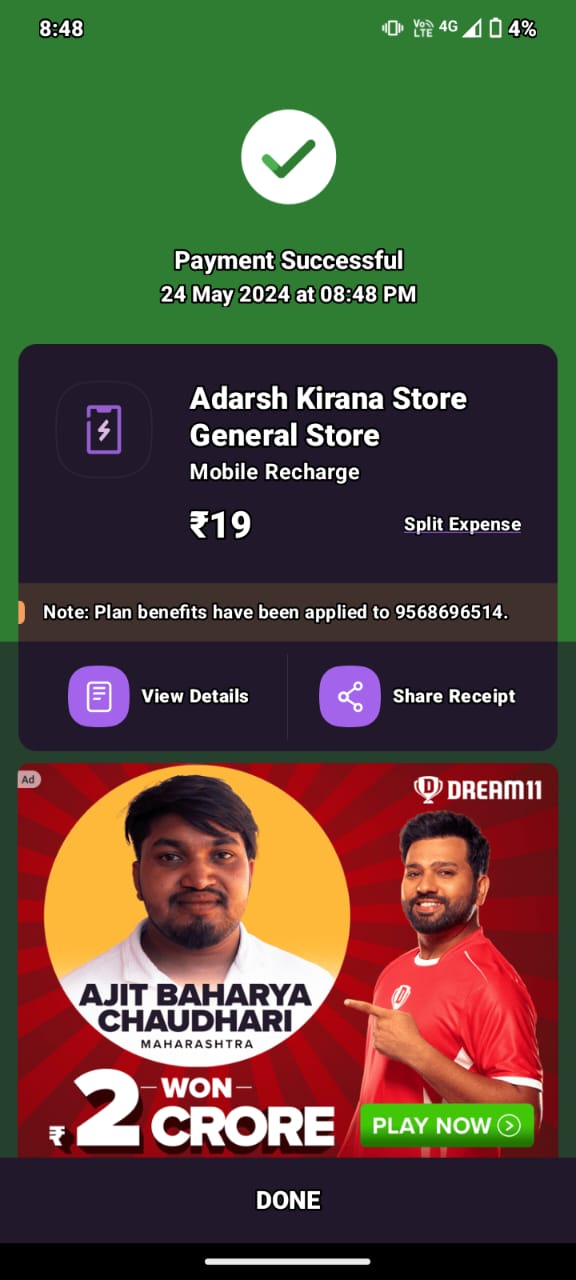 8:48
Vo LTE 4G 4%
Payment Successful
24 May 2024 at 08:48 PM
Adarsh Kirana Store
General Store
Mobile Recharge
₹19
Split Expense
Note: Plan benefits have been applied to 9568696514.
View Details
Share Receipt
Ad
D DREAM11
AJIT BAHARYA
CHAUDHARI
MAHARASHTRA
WON
₹2 CRORE
PLAY NOW
DONE